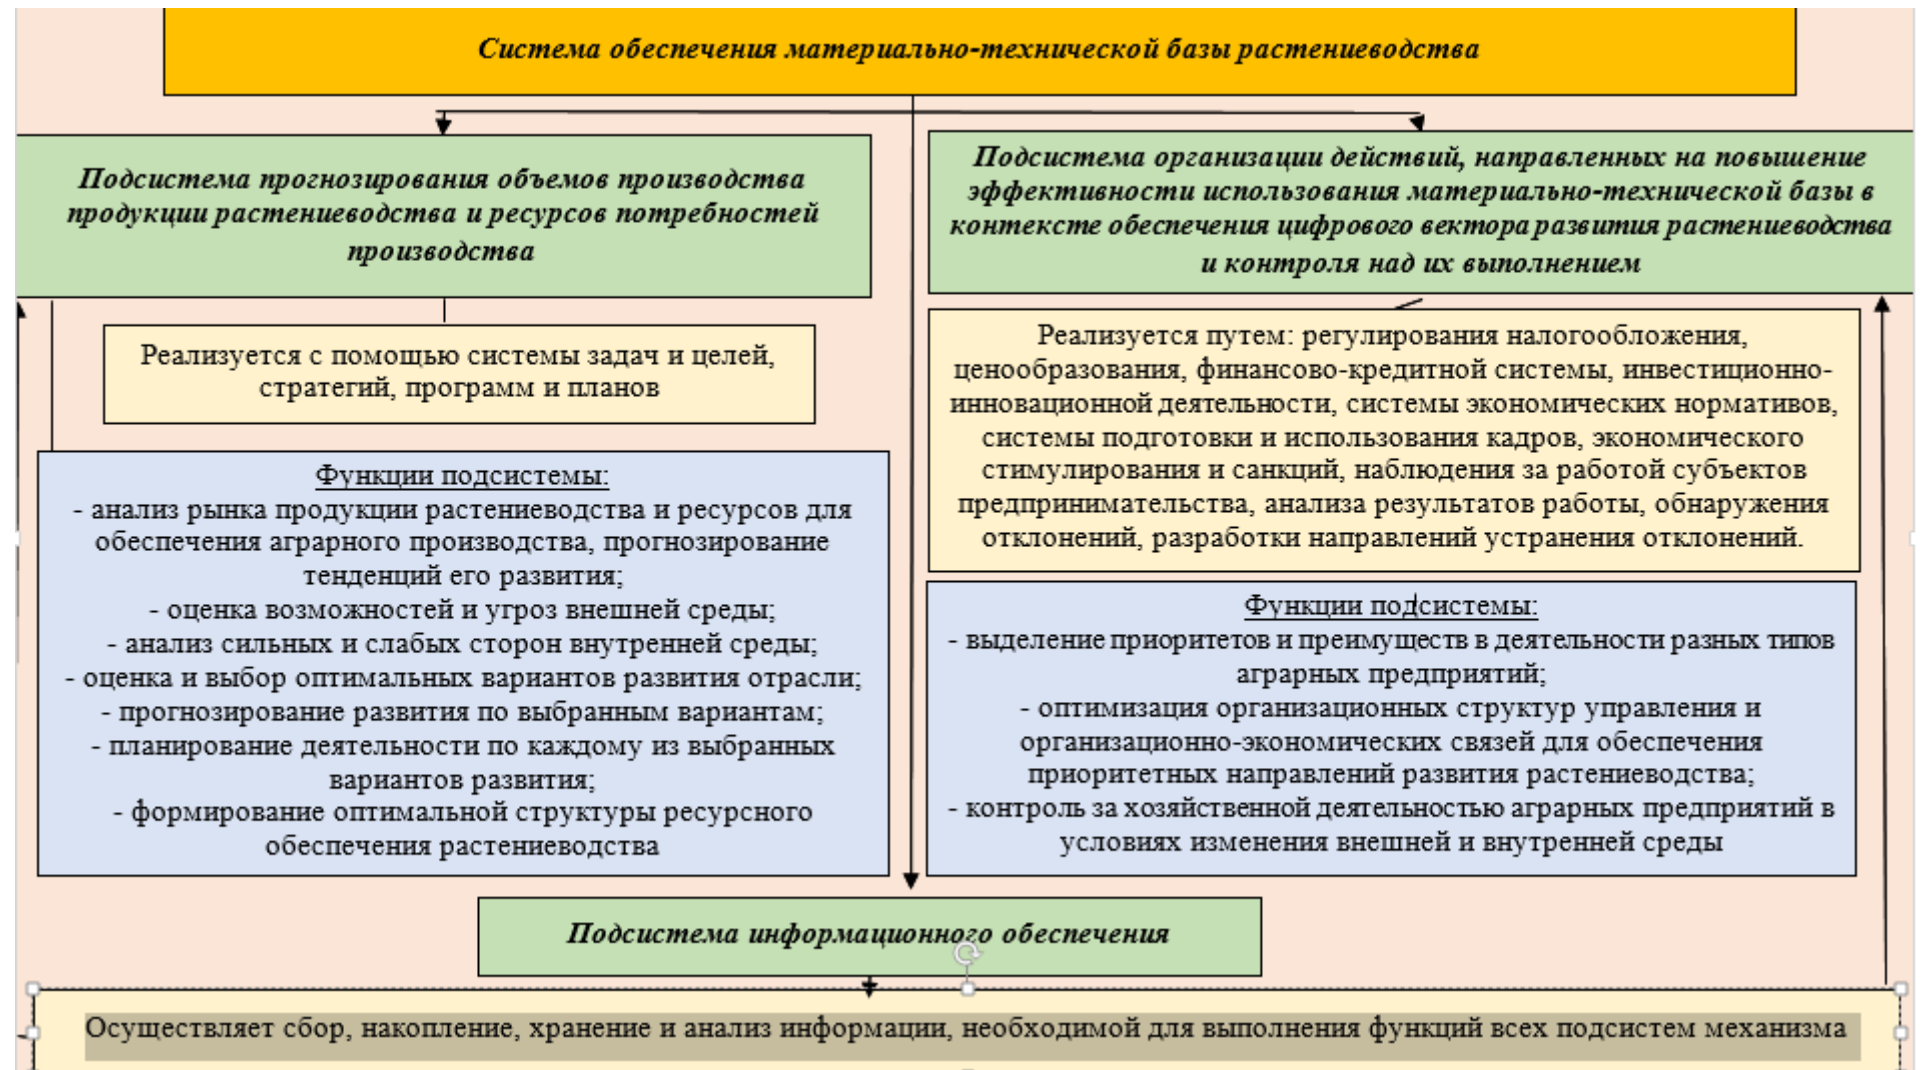 Система обеспечения материально-технической базы растениеводства
Подсистема прогнозирования объемов производства
продукции растениеводства и ресурсов потребностей
производства
Подсистема организации действий, направленных на повышение
эффективности использования материально-технической базы в
контексте обеспечения цифрового вектора развития растениеводства
и контроля над их выполнением
Реализуется с помощью системы задач и целей,
стратегий, программ и планов
Реализуется путем: регулирования налогообложения,
ценообразования, финансово-кредитной системы, инвестиционно-
инновационной деятельности, системы экономических нормативов,
системы подготовки и использования кадров, экономического
стимулирования и санкций, наблюдения за работой субъектов
предпринимательства, анализа результатов работы, обнаружения
отклонений, разработки направлений устранения отклонений.
Функции подсистемы:
- анализ рынка продукции растениеводства и ресурсов для
обеспечения аграрного производства, прогнозирование
тенденций его развития;
- оценка возможностей и угроз внешней среды;
- анализ сильных и слабых сторон внутренней среды;
- оценка и выбор оптимальных вариантов развития отрасли;
- прогнозирование развития по выбранным вариантам;
- планирование деятельности по каждому из выбранных
вариантов развития;
- формирование оптимальной структуры ресурсного
обеспечения растениеводства
Функции подсистемы:
- выделение приоритетов и преимуществ в деятельности разных типов
аграрных предприятий;
- оптимизация организационных структур управления и
организационно-экономических связей для обеспечения
приоритетных направлений развития растениеводства;
- контроль за хозяйственной деятельностью аграрных предприятий в
условиях изменения внешней и внутренней среды
Подсистема информационного обеспечения
Осуществляет сбор, накопление, хранение и анализ информации, необходимой для выполнения функций всех подсистем механизма